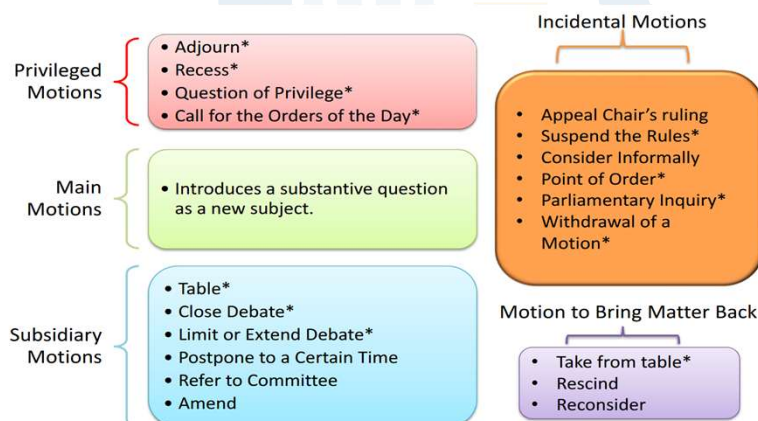 Privileged
Motions
• Adjourn*
• Recess*
• Question of Privilege*
• Call for the Orders of the Day*
Main
Motions
• Introduces a substantive question
as a new subject.
Subsidiary
Motions
• Table*
• Close Debate*
• Limit or Extend Debate*
• Postpone to a Certain Time
• Refer to Committee
• Amend
Incidental Motions
• Appeal Chair's ruling
• Suspend the Rules*
• Consider Informally
• Point of Order*
• Parliamentary Inquiry*
• Withdrawal of a
Motion*
Motion to Bring Matter Back
• Take from table*
• Rescind
• Reconsider